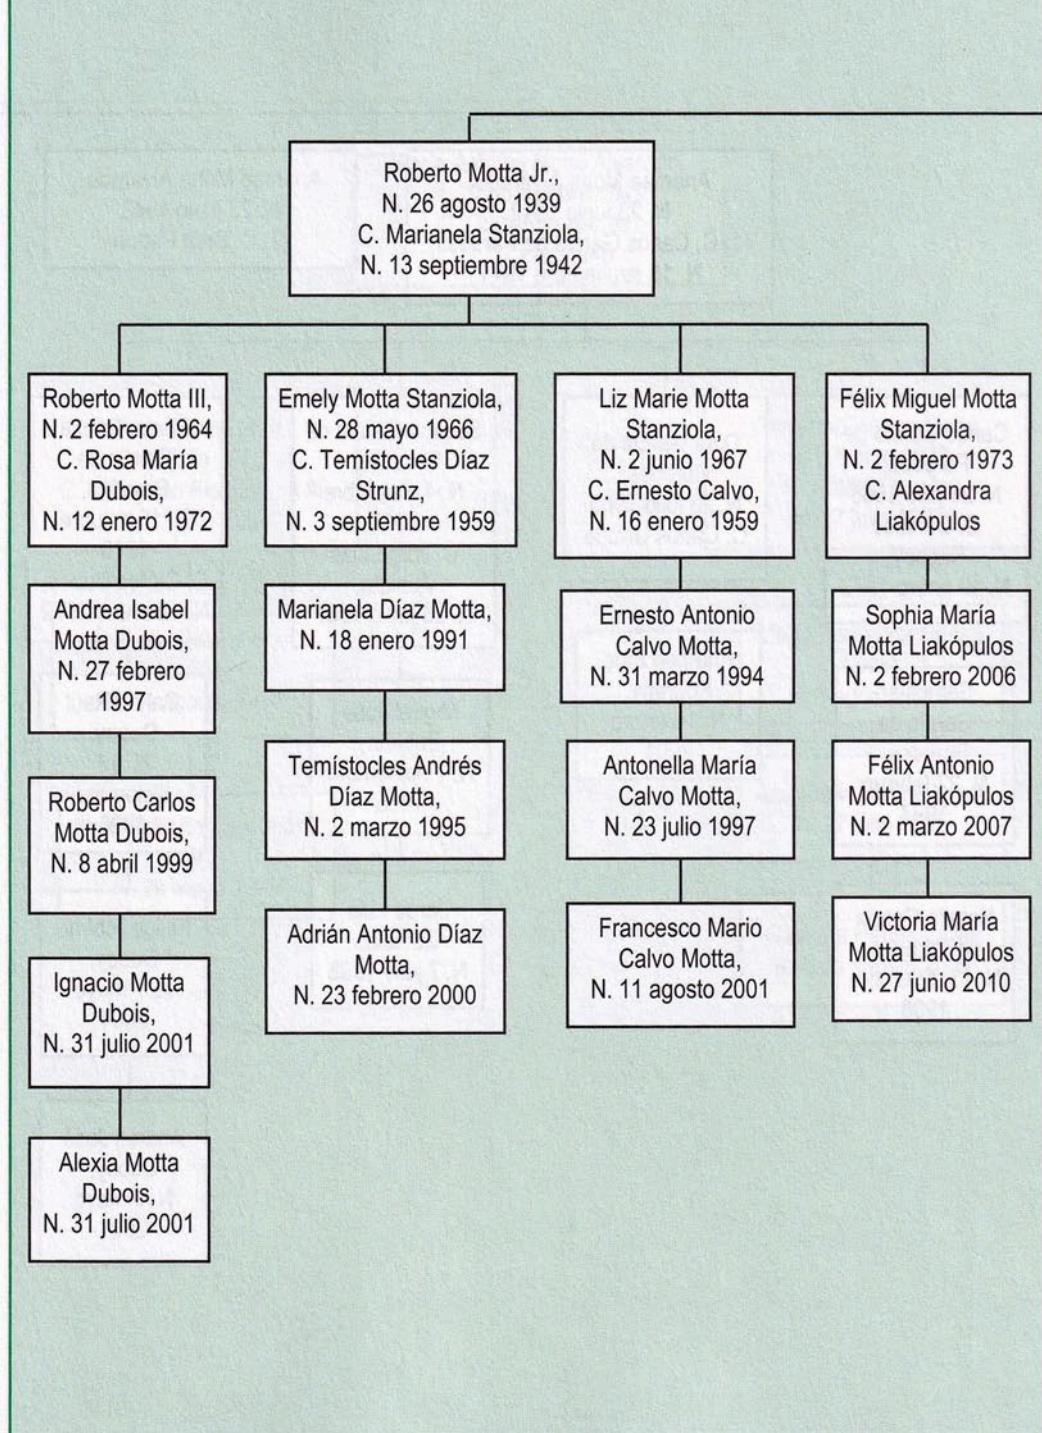 Roberto Motta Jr.,
N. 26 agosto 1939
C. Marianela Stanziola,
N. 13 septiembre 1942
Roberto Motta III,
N. 2 febrero 1964
C. Rosa María
Dubois,
N. 12 enero 1972
Andrea Isabel
Motta Dubois,
N. 27 febrero
1997
Roberto Carlos
Motta Dubois,
N. 8 abril 1999
Ignacio Motta
Dubois,
N. 31 julio 2001
Alexia Motta
Dubois,
N. 31 julio 2001
Emely Motta Stanziola,
N. 28 mayo 1966
C. Temístocles Díaz
Strunz,
N. 3 septiembre 1959
Marianela Díaz Motta,
N. 18 enero 1991
Temístocles Andrés
Díaz Motta,
N. 2 marzo 1995
Adrián Antonio Díaz
Motta,
N. 23 febrero 2000
Liz Marie Motta
Stanziola,
N. 2 junio 1967
C. Ernesto Calvo,
N. 16 enero 1959
Ernesto Antonio
Calvo Motta,
N. 31 marzo 1994
Antonella María
Calvo Motta,
N. 23 julio 1997
Francesco Mario
Calvo Motta,
N. 11 agosto 2001
Félix Miguel Motta
Stanziola,
N. 2 febrero 1973
C. Alexandra
Liakópulos
Sophia María
Motta Liakópulos
N. 2 febrero 2006
Félix Antonio
Motta Liakópulos
N. 2 marzo 2007
Victoria María
Motta Liakópulos
N. 27 junio 2010